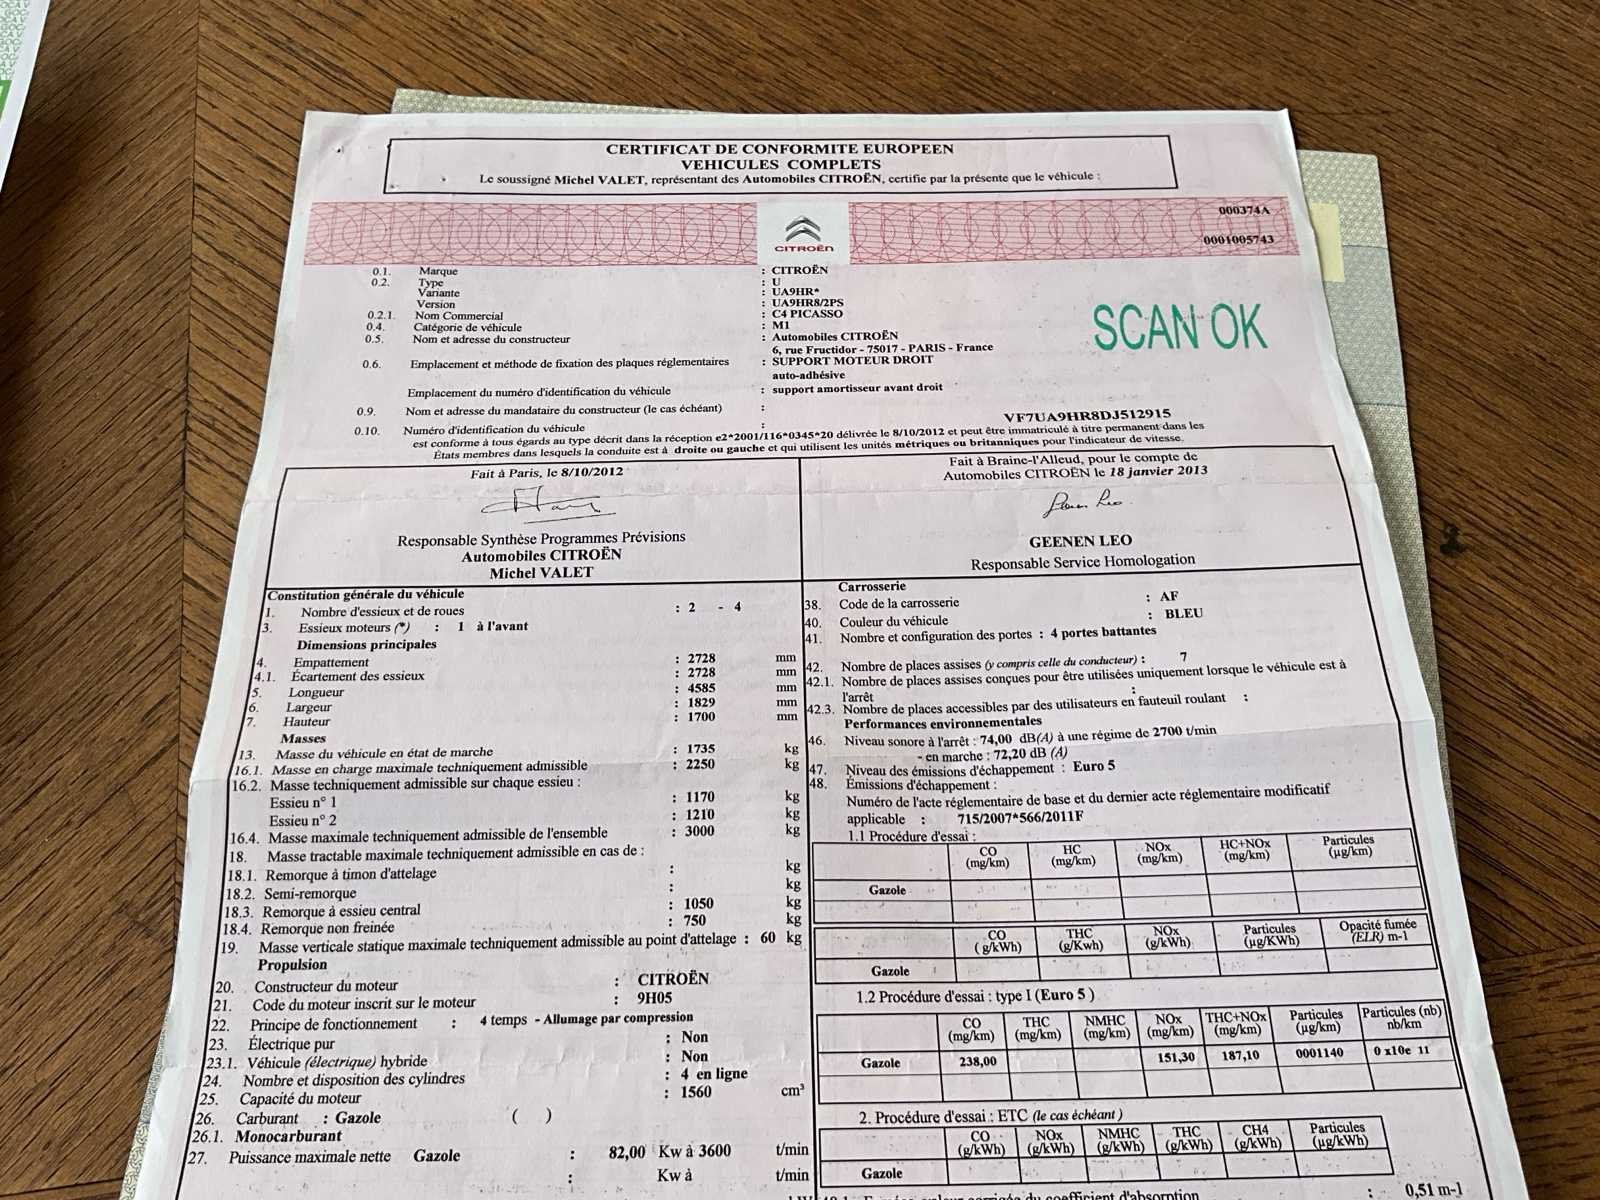 CERTIFICAT DE CONFORMITE EUROPEEN
VEHICULES COMPLETS
Le soussigné Michel VALET, représentant des Automobiles CITROËN, certifie par la présente que le véhicule :
000374A
CITROËN
0001005743
0.1. Marque : CITROËN
0.2. Type : U
Variante : UA9HR*
Version : UA9HR8/2PS
0.2.1. Nom Commercial : C4 PICASSO
0.4. Catégorie de véhicule : M1
0.5. Nom et adresse du constructeur : Automobiles CITROËN
6, rue Fructidor - 75017 - PARIS - France
SCAN OK
0.6. Emplacement et méthode de fixation des plaques réglementaires : SUPPORT MOTEUR DROIT
auto-adhésive
Emplacement du numéro d'identification du véhicule : support amortisseur avant droit
0.9. Nom et adresse du mandataire du constructeur (le cas échéant) :
0.10. Numéro d'identification du véhicule : VF7UA9HR8DJ512915
est conforme à tous égards au type décrit dans la réception e2*2001/116*0345*20 délivrée le 8/10/2012 et peut être immatriculé à titre permanent dans les
États membres dans lesquels la conduite est à droite ou gauche et qui utilisent les unités métriques ou britanniques pour l'indicateur de vitesse.
Fait à Paris, le 8/10/2012
Responsable Synthèse Programmes Prévisions
Automobiles CITROËN
Michel VALET
Fait à Braine-l'Alleud, pour le compte de
Automobiles CITROËN le 18 janvier 2013
Geenen Leo
GEENEN LEO
Responsable Service Homologation
Constitution générale du véhicule
1. Nombre d'essieux et de roues : 2 - 4
3. Essieux moteurs (*) : 1 à l'avant
Dimensions principales
4. Empattement : 2728 mm
4.1. Écartement des essieux : 2728 mm
5. Longueur : 4585 mm
6. Largeur : 1829 mm
7. Hauteur : 1700 mm
Masses
13. Masse du véhicule en état de marche : 1735 kg
16.1. Masse en charge maximale techniquement admissible : 2250 kg
16.2. Masse techniquement admissible sur chaque essieu :
Essieu n° 1 : 1170 kg
Essieu n° 2 : 1210 kg
16.4. Masse maximale techniquement admissible de l'ensemble : 3000 kg
18. Masse tractable maximale techniquement admissible en cas de :
18.1. Remorque à timon d'attelage : kg
18.2. Semi-remorque : kg
18.3. Remorque à essieu central : 1050 kg
18.4. Remorque non freinée : 750 kg
19. Masse verticale statique maximale techniquement admissible au point d'attelage : 60 kg
Propulsion
20. Constructeur du moteur : CITROËN
21. Code du moteur inscrit sur le moteur : 9H05
22. Principe de fonctionnement : 4 temps - Allumage par compression
23. Électrique pur : Non
23.1. Véhicule (électrique) hybride : Non
24. Nombre et disposition des cylindres : 4 en ligne
25. Capacité du moteur : 1560 cm³
26. Carburant : Gazole ( )
26.1. Monocarburant
27. Puissance maximale nette Gazole : 82,00 Kw à 3600 t/min
: Kw à t/min
Carrosserie
38. Code de la carrosserie : AF
40. Couleur du véhicule : BLEU
41. Nombre et configuration des portes : 4 portes battantes
42. Nombre de places assises (y compris celle du conducteur) : 7
42.1. Nombre de places assises conçues pour être utilisées uniquement lorsque le véhicule est à
l'arrêt :
42.3. Nombre de places accessibles par des utilisateurs en fauteuil roulant :
Performances environnementales
46. Niveau sonore à l'arrêt : 74,00 dB(A) à une régime de 2700 t/min
- en marche : 72,20 dB (A)
47. Niveau des émissions d'échappement : Euro 5
48. Émissions d'échappement :
Numéro de l'acte réglementaire de base et du dernier acte réglementaire modificatif
applicable : 715/2007*566/2011F
1.1 Procédure d'essai :
CO (mg/km) HC (mg/km) NOx (mg/km) HC+NOx (mg/km) Particules (µg/km)
Gazole
CO ( g/kWh) THC (g/Kwh) NOx (g/kWh) Particules (µg/KWh) Opacité fumée (ELR) m-1
Gazole
1.2 Procédure d'essai : type I ( Euro 5 )
CO (mg/km) THC (mg/km) NMHC (mg/km) NOx (mg/km) THC+NOx (mg/km) Particules (µg/km) Particules (nb) nb/km
Gazole 238,00 151,30 187,10 0001140 0 x10e 11
2. Procédure d'essai : ETC (le cas échéant )
CO (g/kWh) NOx (g/kWh) NMHC (g/kWh) THC (g/kWh) CH4 (g/kWh) Particules (µg/kWh)
Gazole
du coefficient d'absorption : 0,51 m-1